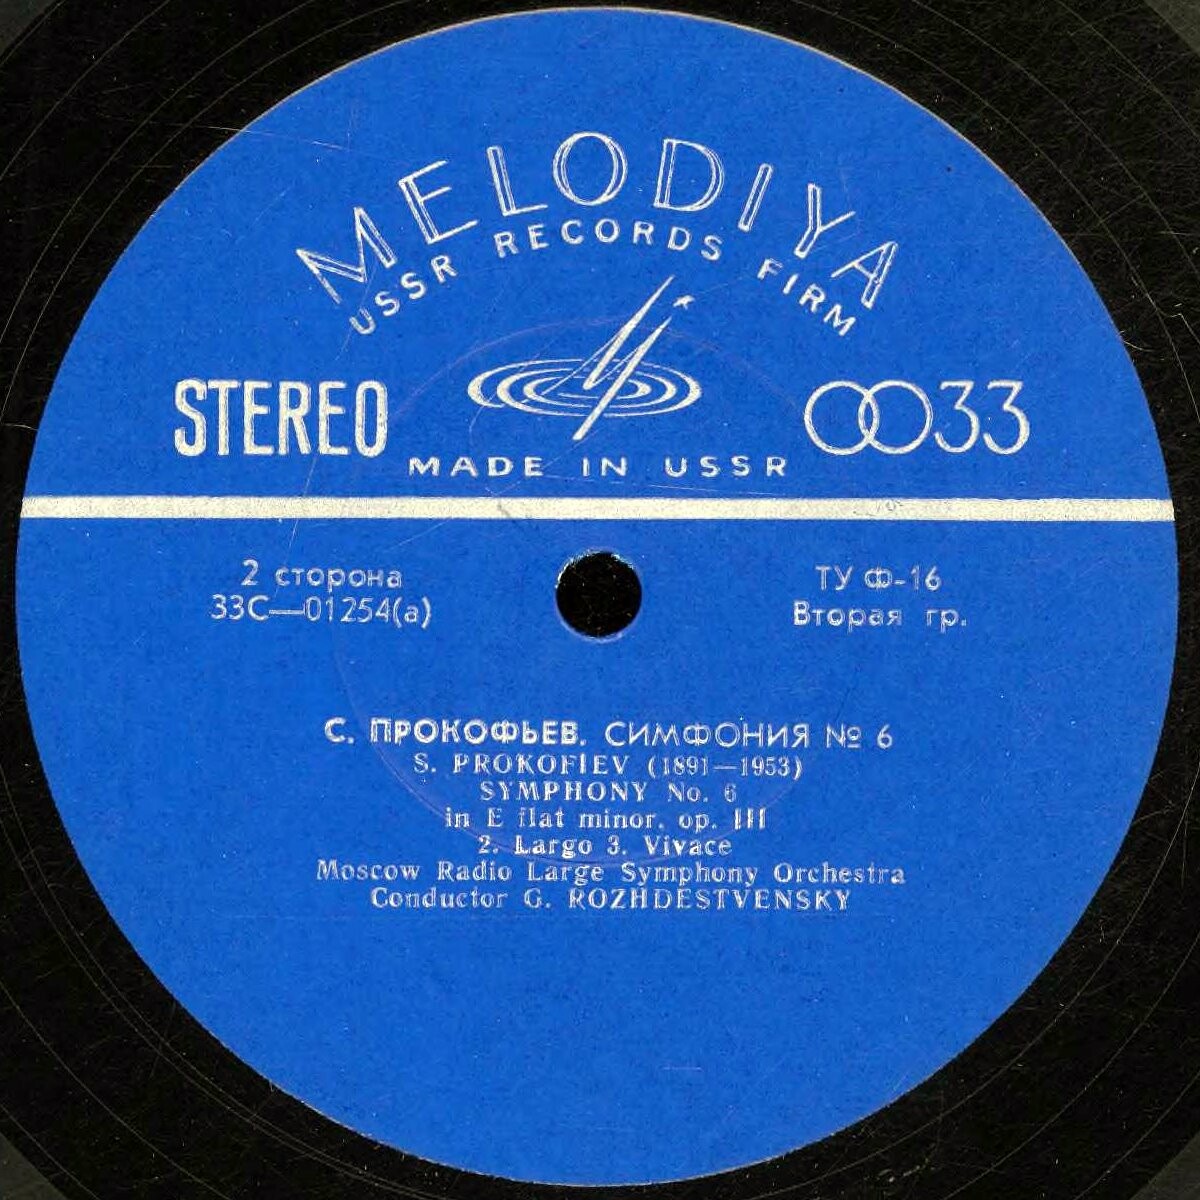 MELODIYA
USSR RECORDS FIRM
STEREO
33
MADE IN USSR
2 сторона
33С—01254(а)
ТУ Ф-16
Вторая гр.
С. ПРОКОФЬЕВ. СИМФОНИЯ № 6
S. PROKOFIEV (1891—1953)
SYMPHONY No. 6
in E flat minor, op. III
2. Largo 3. Vivace
Moscow Radio Large Symphony Orchestra
Conductor G. ROZHDESTVENSKY